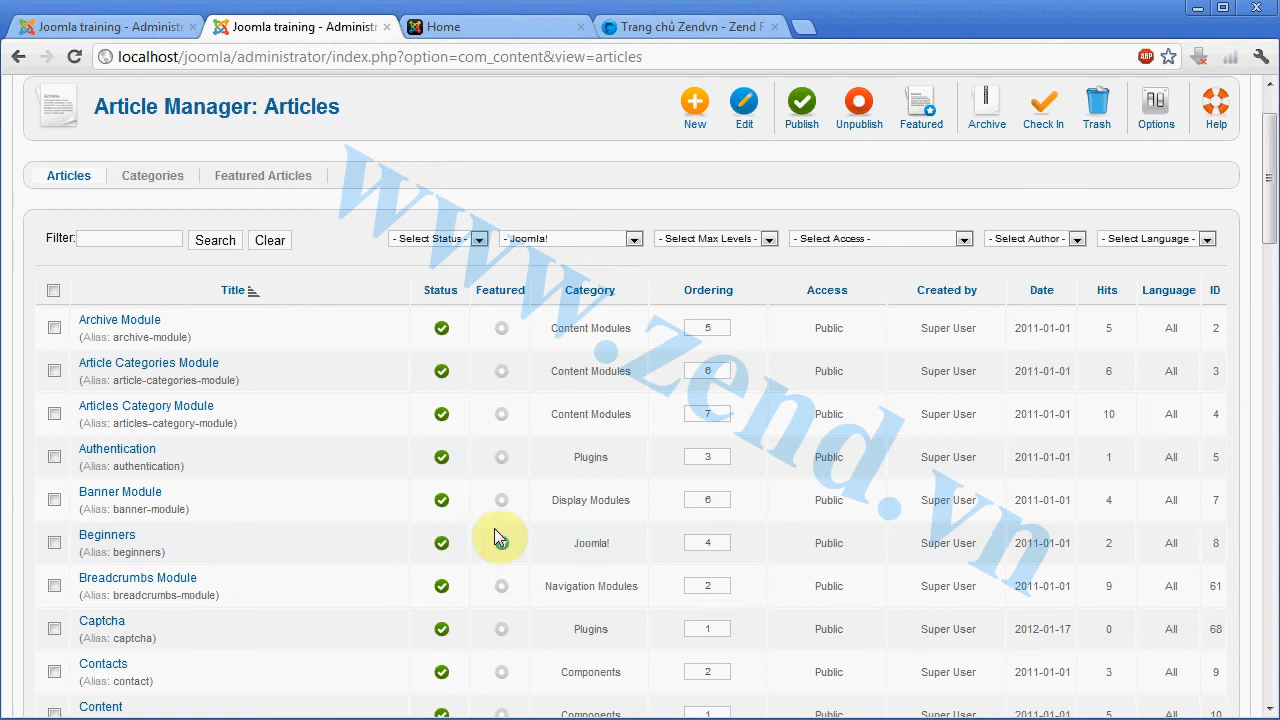 Joomla training - Administr
Joomla training - Administr
Home
Trang chủ Zendvn - Zend F
localhost/joomla/administrator/index.php?option=com_content&view=articles
ABP
Article Manager: Articles
New
Edit
Publish
Unpublish
Featured
Archive
Check In
Trash
Options
Help
Articles
Categories
Featured Articles
Filter:
Search
Clear
- Select Status -
- Joomla!
- Select Max Levels -
- Select Access -
- Select Author -
- Select Language -
Title Status Featured Category Ordering Access Created by Date Hits Language ID
Archive Module
(Alias: archive-module) Content Modules 5 Public Super User 2011-01-01 5 All 2
Article Categories Module
(Alias: article-categories-module) Content Modules 6 Public Super User 2011-01-01 6 All 3
Articles Category Module
(Alias: articles-category-module) Content Modules 7 Public Super User 2011-01-01 10 All 4
Authentication
(Alias: authentication) Plugins 3 Public Super User 2011-01-01 1 All 5
Banner Module
(Alias: banner-module) Display Modules 6 Public Super User 2011-01-01 4 All 7
Beginners
(Alias: beginners) Joomla! 4 Public Super User 2011-01-01 2 All 8
Breadcrumbs Module
(Alias: breadcrumbs-module) Navigation Modules 2 Public Super User 2011-01-01 9 All 61
Captcha
(Alias: captcha) Plugins 1 Public Super User 2012-01-17 0 All 68
Contacts
(Alias: contact) Components 2 Public Super User 2011-01-01 3 All 9
Content
Components 1 Public Super User 2011-01-01 5 All 10
www.zend.vn